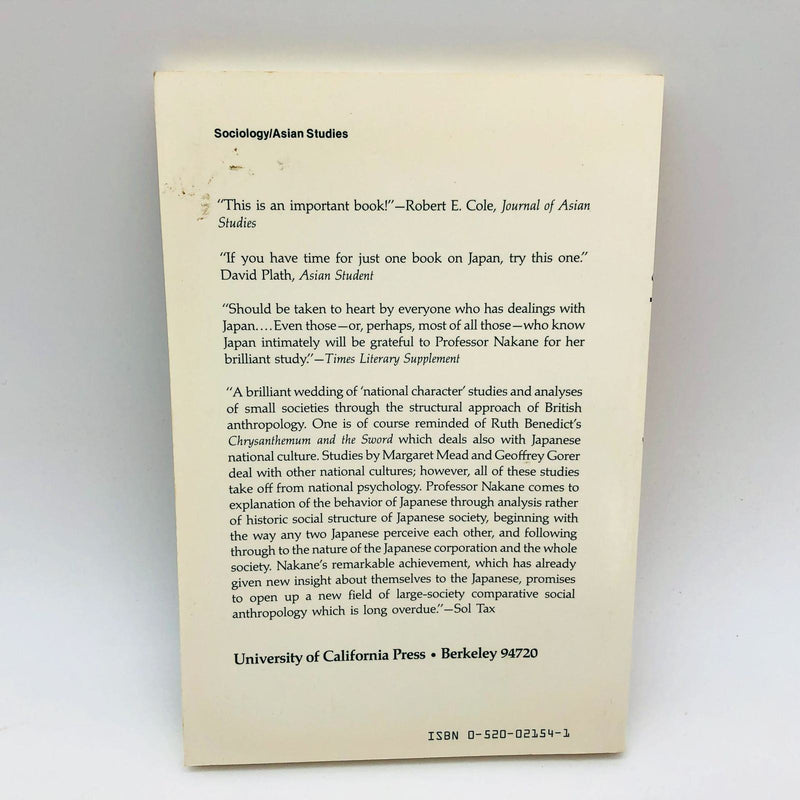 Sociology/Asian Studies
“This is an important book!”—Robert E. Cole, Journal of Asian
Studies
“If you have time for just one book on Japan, try this one.”
David Plath, Asian Student
“Should be taken to heart by everyone who has dealings with
Japan....Even those—or, perhaps, most of all those—who know
Japan intimately will be grateful to Professor Nakane for her
brilliant study.”—Times Literary Supplement
“A brilliant wedding of ‘national character’ studies and analyses
of small societies through the structural approach of British
anthropology. One is of course reminded of Ruth Benedict’s
Chrysanthemum and the Sword which deals also with Japanese
national culture. Studies by Margaret Mead and Geoffrey Gorer
deal with other national cultures; however, all of these studies
take off from national psychology. Professor Nakane comes to
explanation of the behavior of Japanese through analysis rather
of historic social structure of Japanese society, beginning with
the way any two Japanese perceive each other, and following
through to the nature of the Japanese corporation and the whole
society. Nakane’s remarkable achievement, which has already
given new insight about themselves to the Japanese, promises
to open up a new field of large-society comparative social
anthropology which is long overdue.”—Sol Tax
University of California Press • Berkeley 94720
ISBN 0-520-02154-1